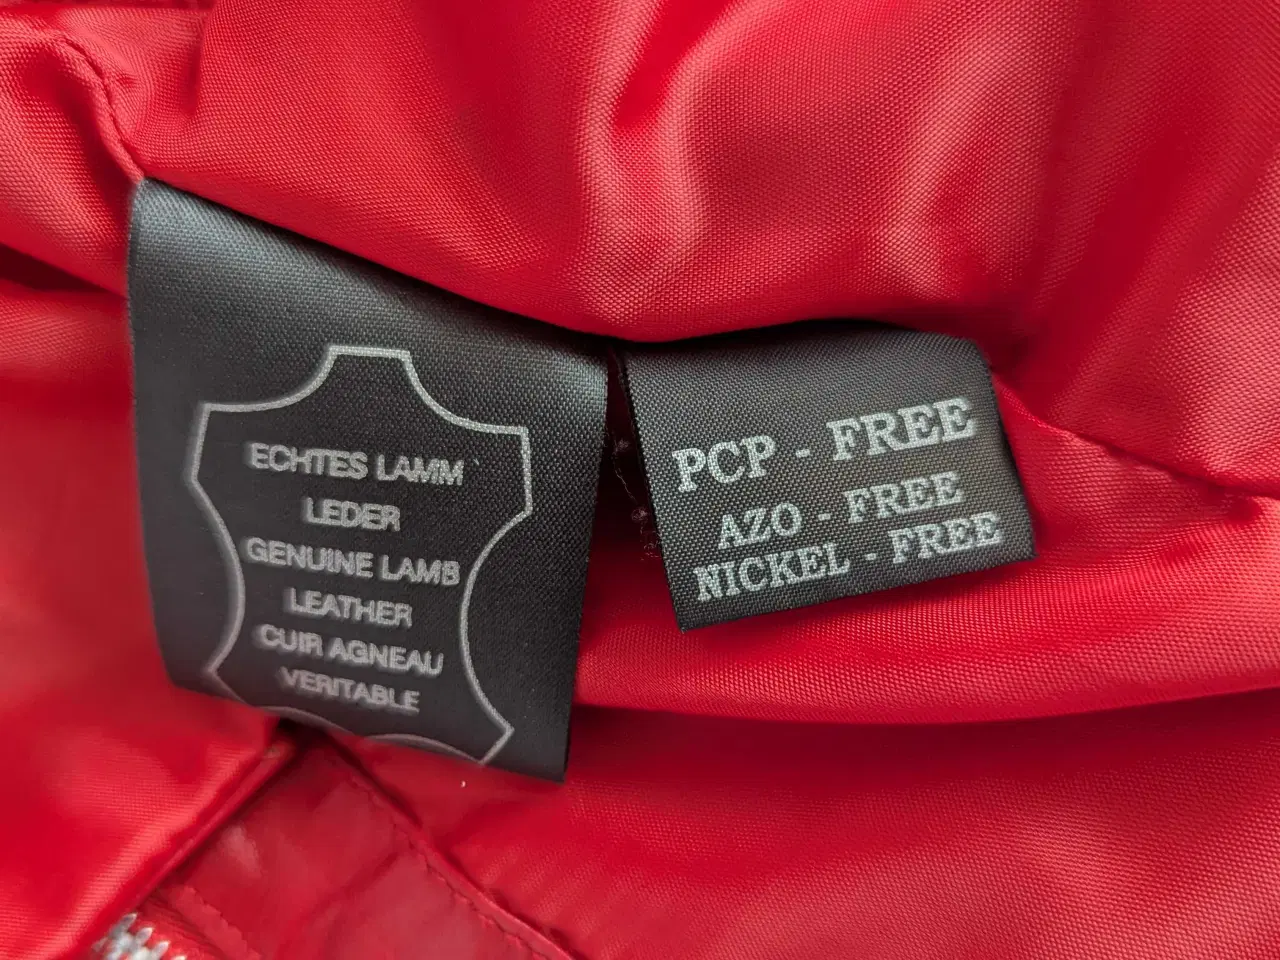 ECHTES LAMM
LEDER
GENUINE LAMB
LEATHER
CUIR AGNEAU
VERITABLE
PCP - FREE
AZO - FREE
NICKEL - FREE